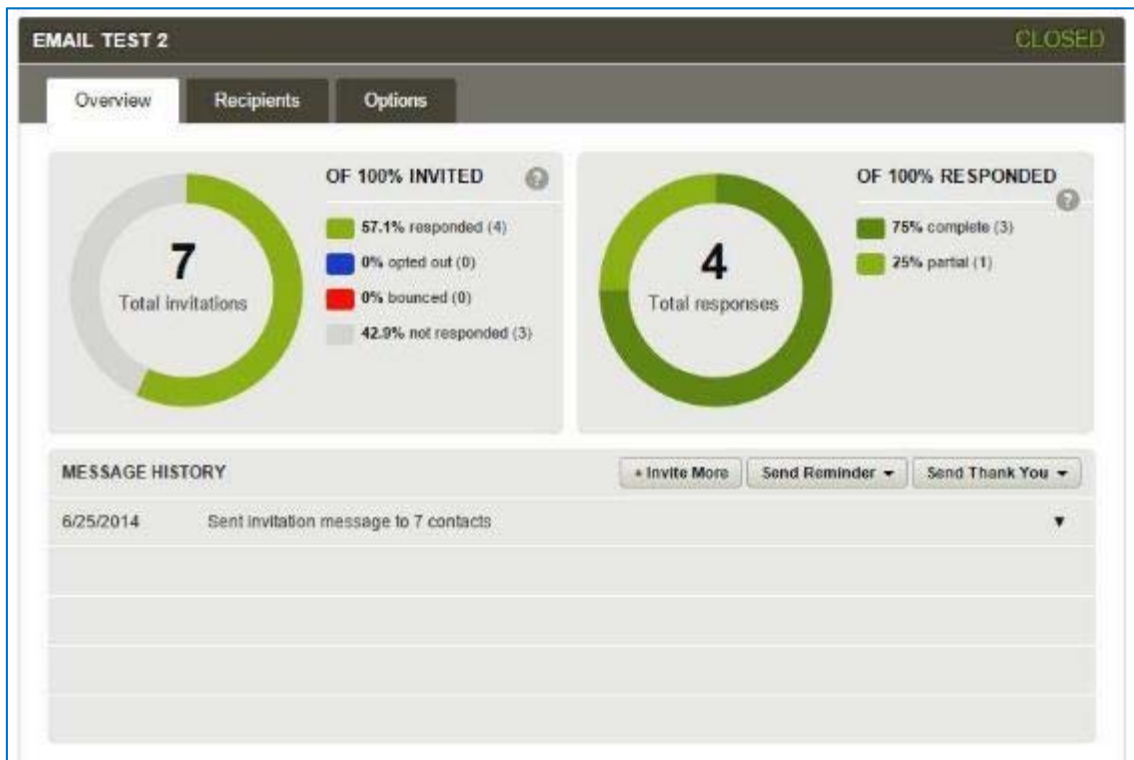 EMAIL TEST 2
CLOSED
Overview
Recipients
Options
7
Total invitations
OF 100% INVITED
?
57.1% responded (4)
0% opted out (0)
0% bounced (0)
42.9% not responded (3)
4
Total responses
OF 100% RESPONDED
?
75% complete (3)
25% partial (1)
MESSAGE HISTORY
+ Invite More
Send Reminder
Send Thank You
6/25/2014 Sent invitation message to 7 contacts